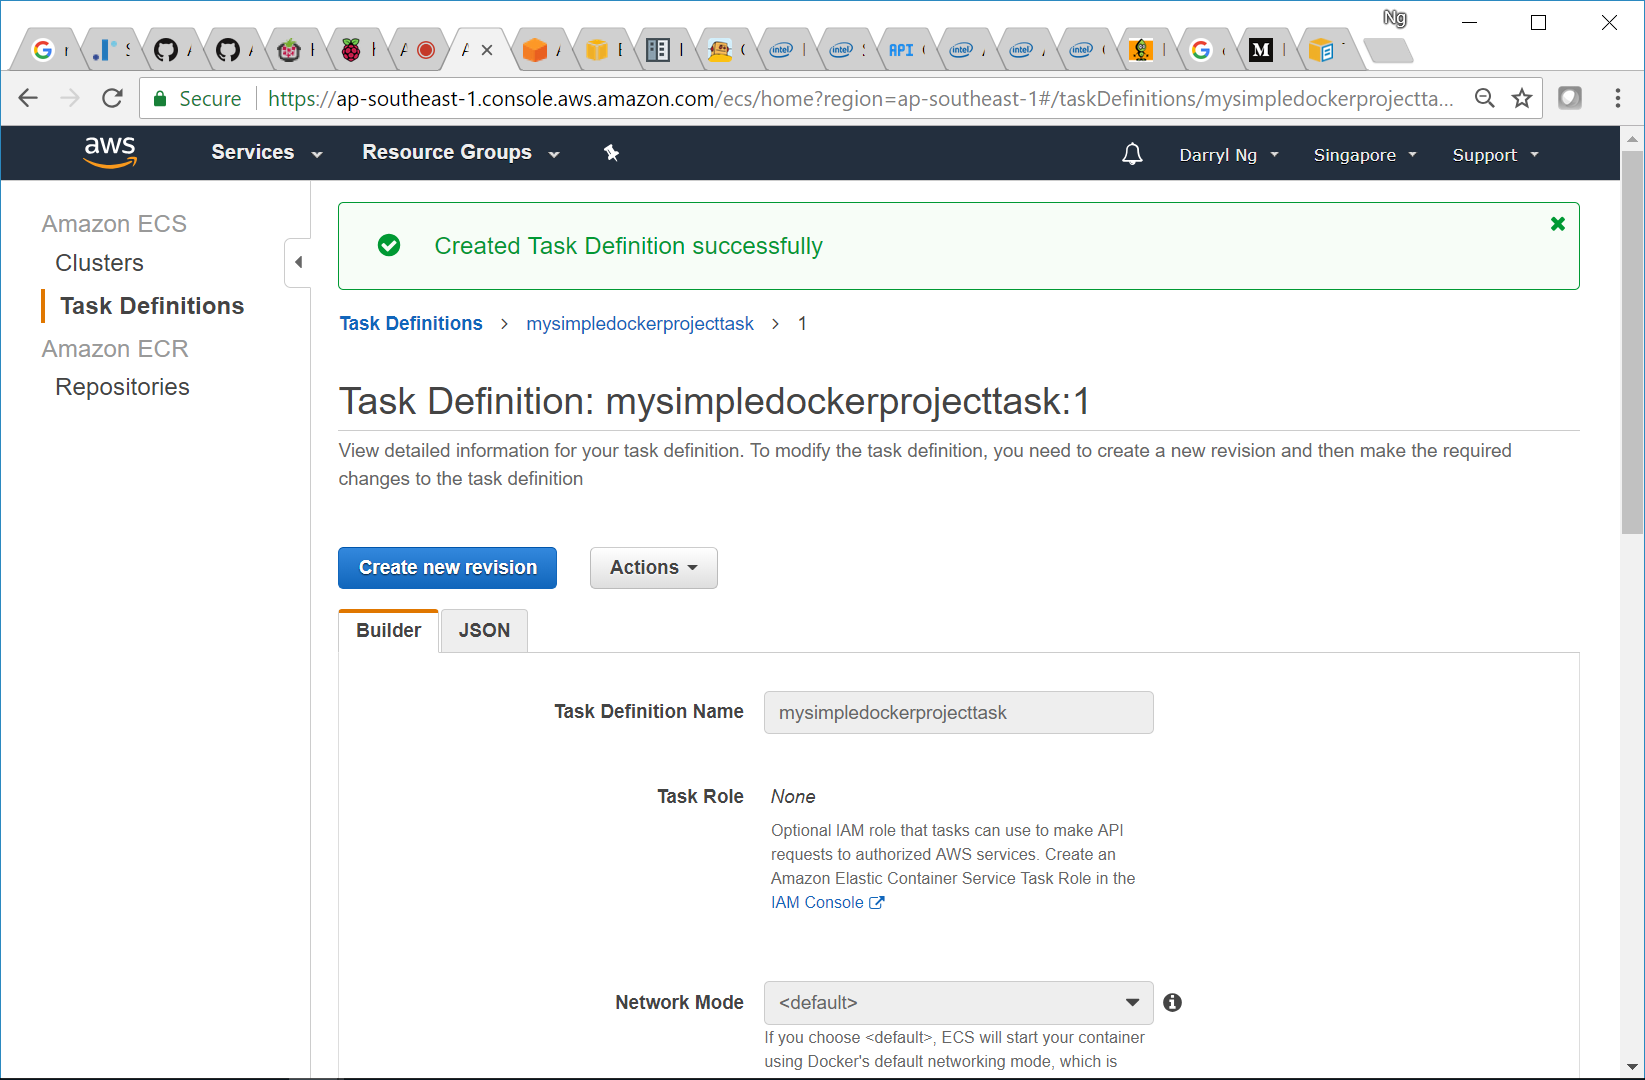 Ng
Secure https://ap-southeast-1.console.aws.amazon.com/ecs/home?region=ap-southeast-1#/taskDefinitions/mysimpledockerprojectta...
aws Services Resource Groups Darryl Ng Singapore Support
Amazon ECS
Clusters
Task Definitions
Amazon ECR
Repositories
Created Task Definition successfully
Task Definitions > mysimpledockerprojecttask > 1
Task Definition: mysimpledockerprojecttask:1
View detailed information for your task definition. To modify the task definition, you need to create a new revision and then make the required
changes to the task definition
Create new revision Actions
Builder JSON
Task Definition Name mysimpledockerprojecttask
Task Role None
Optional IAM role that tasks can use to make API
requests to authorized AWS services. Create an
Amazon Elastic Container Service Task Role in the
IAM Console
Network Mode <default>
If you choose <default>, ECS will start your container
using Docker's default networking mode, which is